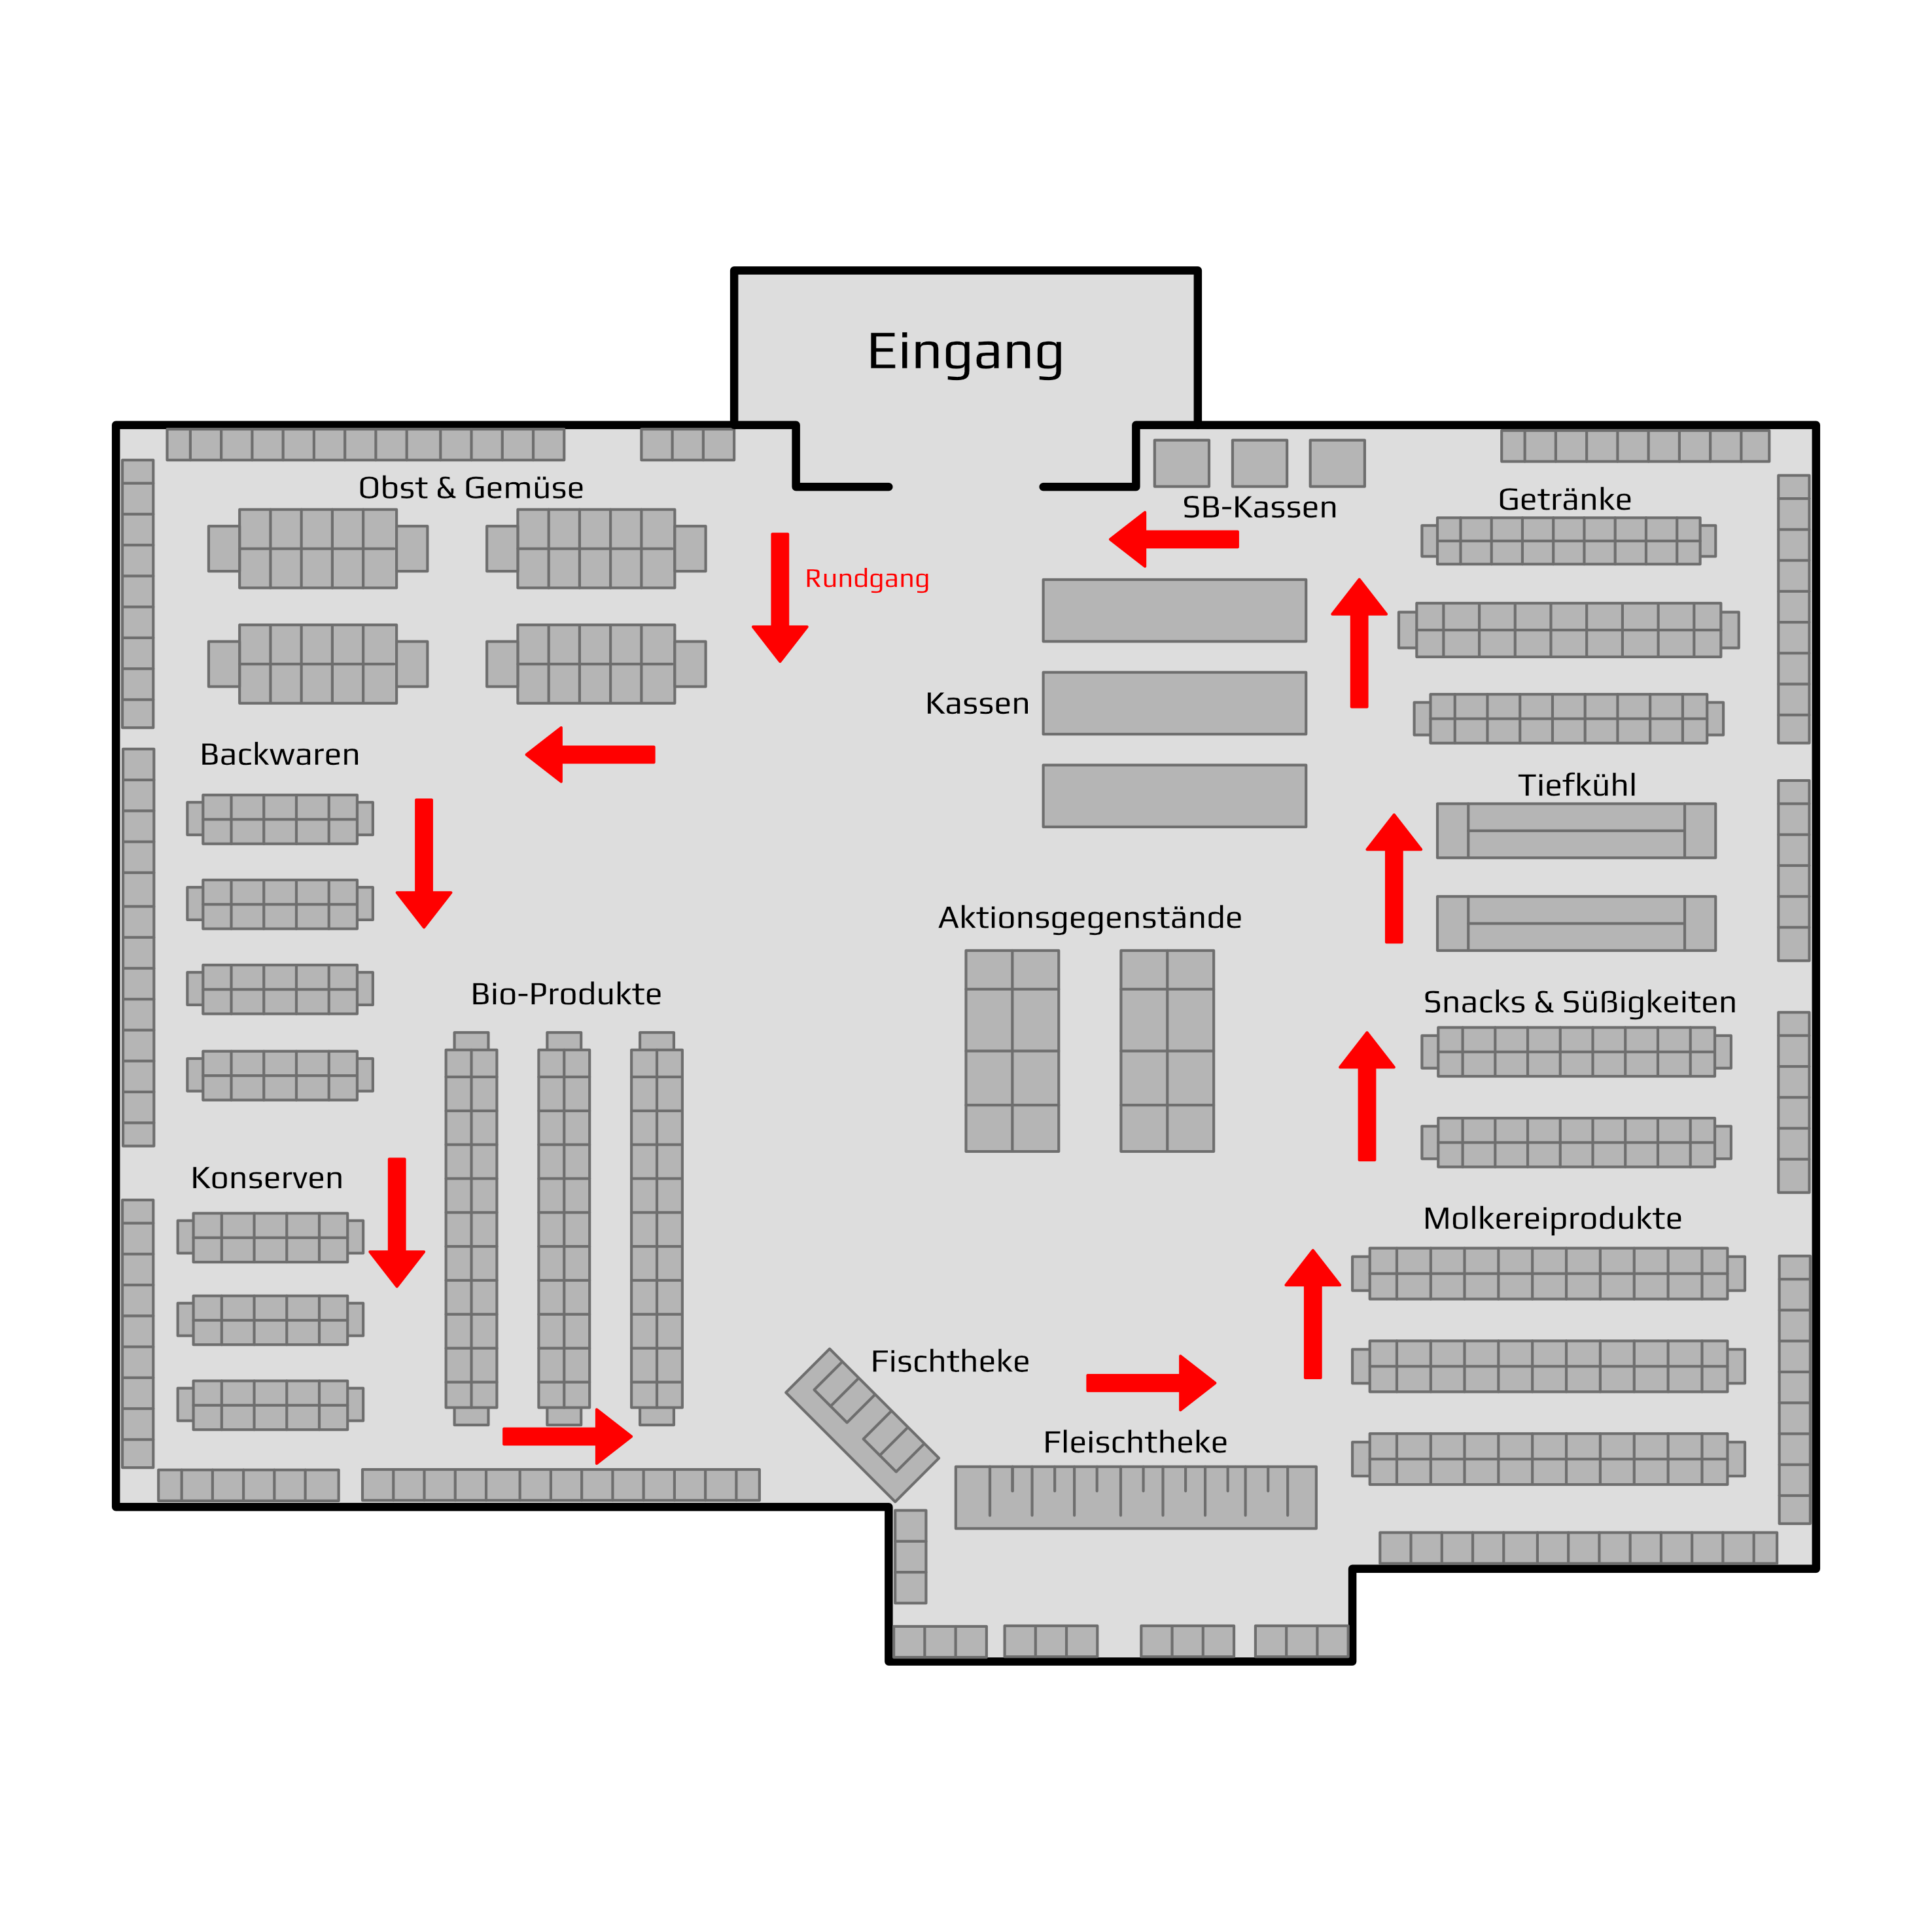 Eingang
Obst & Gemüse
SB-Kassen
Getränke
Rundgang
Kassen
Backwaren
Tiefkühl
Aktionsgegenstände
Bio-Produkte
Snacks & Süßigkeiten
Konserven
Molkereiprodukte
Fischtheke
Fleischtheke